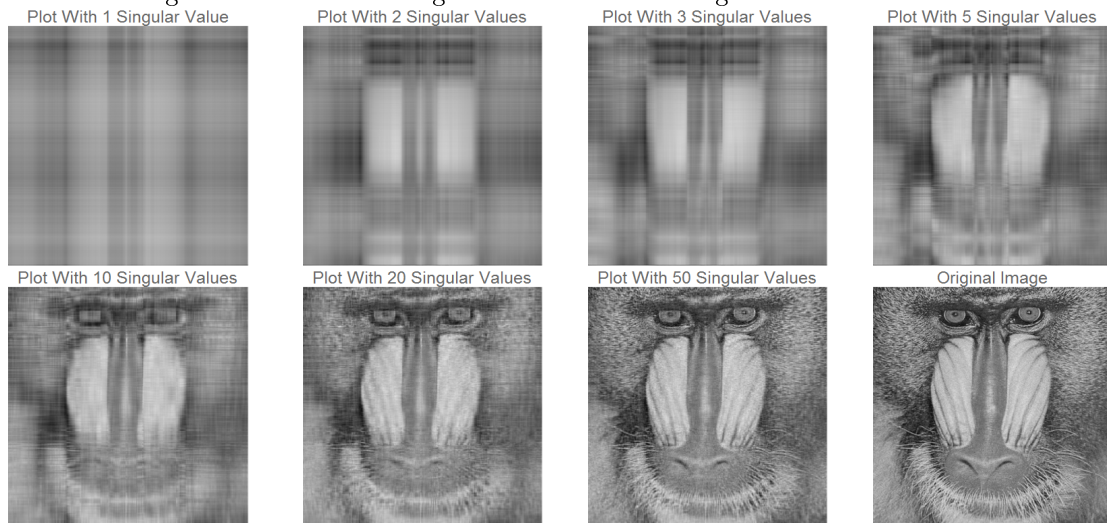 Plot With 1 Singular Value
Plot With 2 Singular Values
Plot With 3 Singular Values
Plot With 5 Singular Values
Plot With 10 Singular Values
Plot With 20 Singular Values
Plot With 50 Singular Values
Original Image